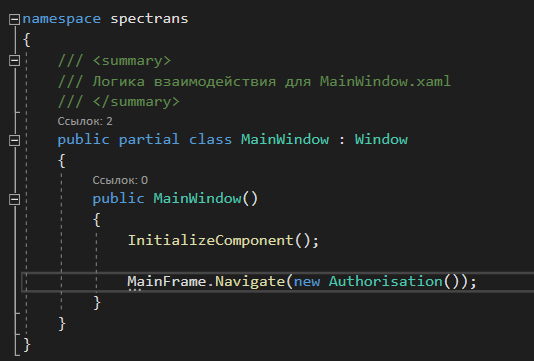 namespace spectrans
{
/// <summary>
/// Логика взаимодействия для MainWindow.xaml
/// </summary>
Ссылок: 2
public partial class MainWindow : Window
{
Ссылок: 0
public MainWindow()
{
InitializeComponent();
MainFrame.Navigate(new Authorisation());
}
}
}